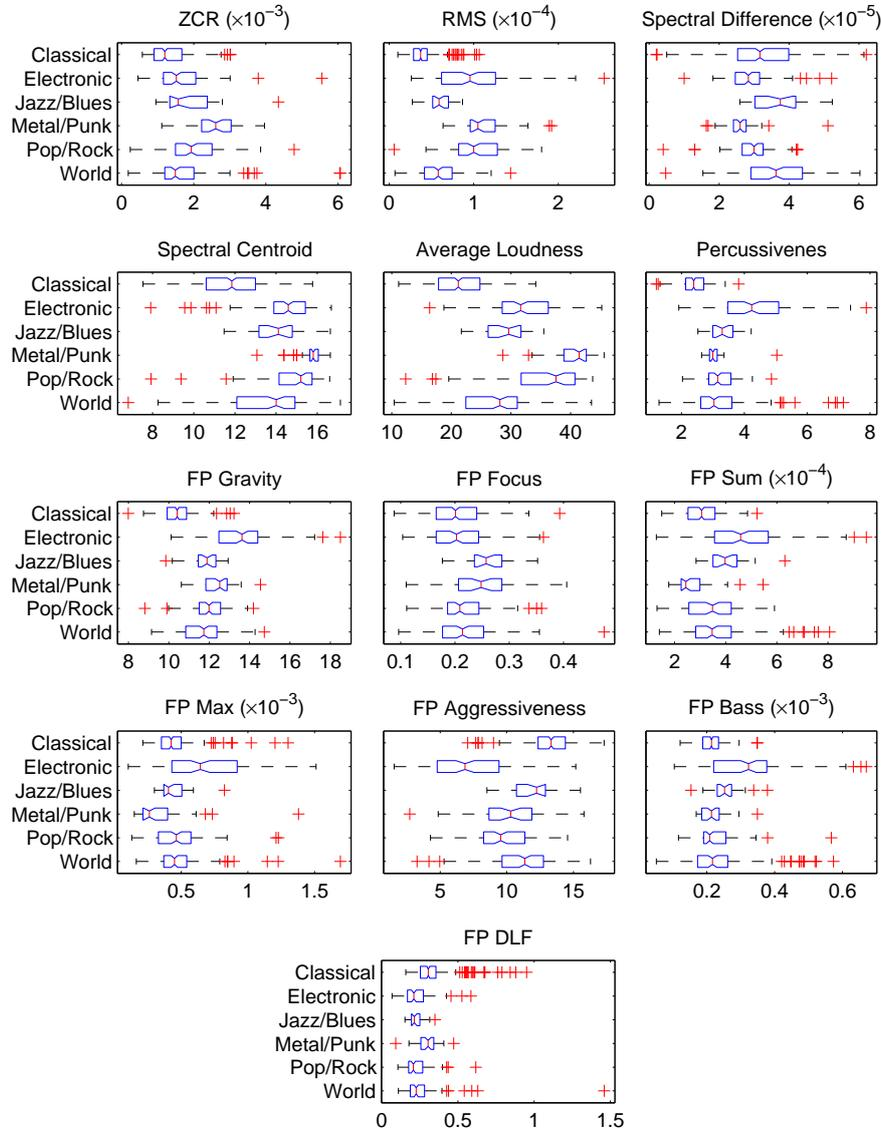 ZCR (×10−3)
RMS (×10−4)
Spectral Difference (×10−5)
Classical
Electronic
Jazz/Blues
Metal/Punk
Pop/Rock
World
0 2 4 6
0 1 2
0 2 4 6
Spectral Centroid
Average Loudness
Percussivenes
Classical
Electronic
Jazz/Blues
Metal/Punk
Pop/Rock
World
6 8 10 12 14 16
10 20 30 40
2 4 6 8
FP Gravity
FP Focus
FP Sum (×10−4)
Classical
Electronic
Jazz/Blues
Metal/Punk
Pop/Rock
World
8 10 12 14 16 18
0.1 0.2 0.3 0.4
2 4 6 8
FP Max (×10−3)
FP Aggressiveness
FP Bass (×10−3)
Classical
Electronic
Jazz/Blues
Metal/Punk
Pop/Rock
World
0.5 1 1.5
5 10 15
0.2 0.4 0.6
FP DLF
Classical
Electronic
Jazz/Blues
Metal/Punk
Pop/Rock
World
0 0.5 1 1.5